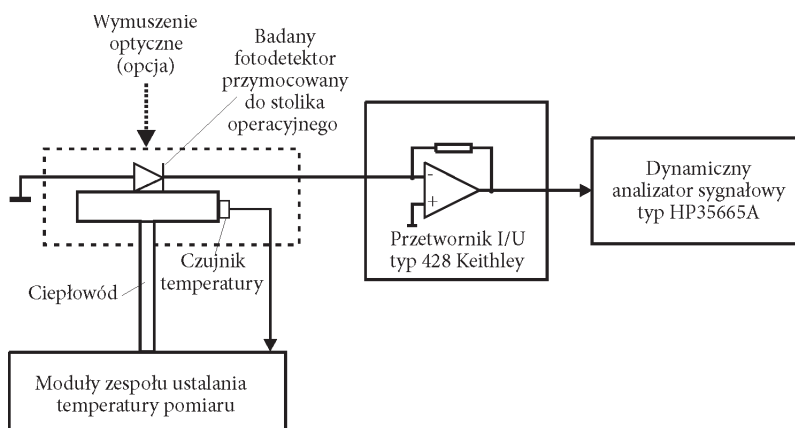 Wymuszenie
optyczne
(opcja)
Badany
fotodetektor
przymocowany
do stolika
operacyjnego
-
+
Przetwornik I/U
typ 428 Keithley
Dynamiczny
analizator sygnałowy
typ HP35665A
Czujnik
temperatury
Ciepłowód
Moduły zespołu ustalania
temperatury pomiaru